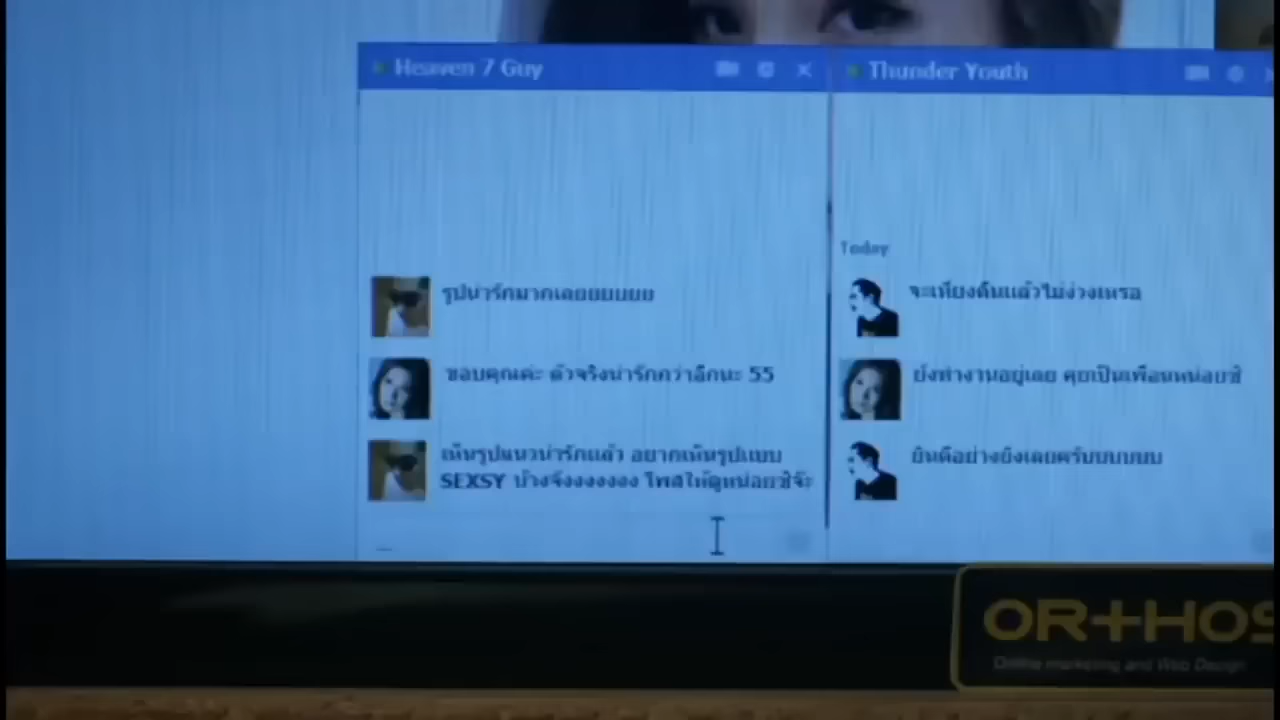 Heaven 7 Guy
รูปน่ารักมากเลยยยยยย
ขอบคุณค่ะ ตัวจริงน่ารักกว่าอีกนะ 55
เห็นรูปแนวน่ารักแล้ว อยากเห็นรูปแบบ
SEXSY บ้างจังงงงงงง โพสให้ดูหน่อยซิจ๊ะ
Thunder Youth
Today
จะเที่ยงคืนแล้วไม่ง่วงเหรอ
ยังทำงานอยู่เลย คุยเป็นเพื่อนหน่อยซิ
ยินดีอย่างยิ่งเลยครับบบบบบ
OR+HOS
Online marketing and Web Design